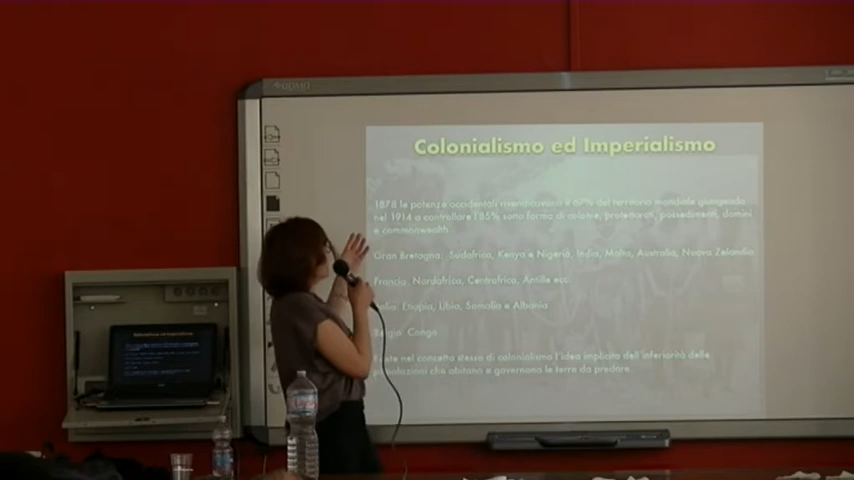 Colonialismo ed Imperialismo
1878 le potenze occidentali rivendicavano il 67% del territorio mondiale giungendo
nel 1914 a controllare l'85% sotto forma di colonie, protettorati, possedimenti, domini
e commonwealth
Gran Bretagna: Sudafrica, Kenya e Nigeria, India, Malta, Australia, Nuova Zelanda
Francia: Nordafrica, Centrafrica, Antille ecc
Etiopia, Libia, Somalia e Albania
Congo
nel concetto stesso di colonialismo l'idea implicita dell'inferiorità delle
popolazioni che abitano e governano le terre da predare